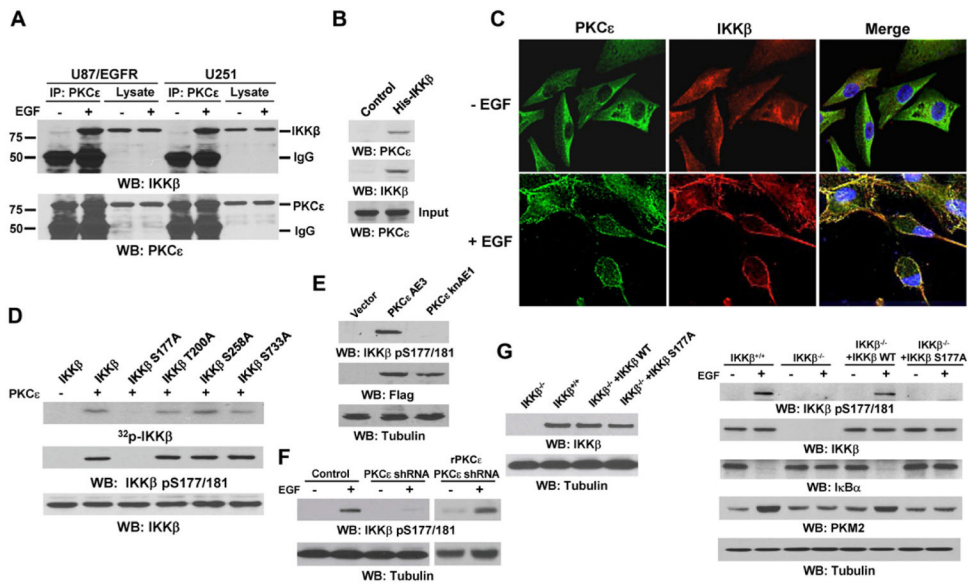 A
U87/EGFR U251
IP: PKCε Lysate IP: PKCε Lysate
EGF - + - + - + - +
75
50
IKKβ
IgG
WB: IKKβ
75
50
PKCε
IgG
WB: PKCε
B
Control His-IKKβ
WB: PKCε
WB: IKKβ
Input
WB: PKCε
C
PKCε IKKβ Merge
- EGF
+ EGF
D
IKKβ IKKβ IKKβ S177A IKKβ T200A IKKβ S258A IKKβ S733A
PKCε - + + + + +
³²p-IKKβ
WB: IKKβ pS177/181
WB: IKKβ
E
Vector PKCε AE3 PKCε knAE1
WB: IKKβ pS177/181
WB: Flag
WB: Tubulin
F
rPKCε
Control PKCε shRNA PKCε shRNA
EGF - + - + - +
WB: IKKβ pS177/181
WB: Tubulin
G
IKKβ-/- IKKβ+/+ IKKβ-/- +IKKβ WT IKKβ-/- +IKKβ S177A
WB: IKKβ
WB: Tubulin
IKKβ-/- IKKβ-/-
IKKβ+/+ IKKβ-/- +IKKβ WT +IKKβ S177A
EGF - + - + - + - +
WB: IKKβ pS177/181
WB: IKKβ
WB: IκBα
WB: PKM2
WB: Tubulin